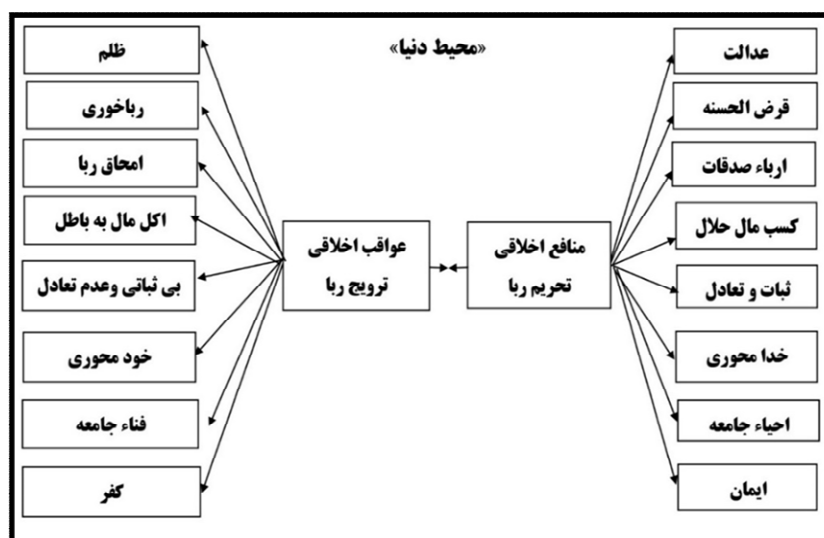 «محیط دنیا»
عدالت
قرض الحسنه
ارباء صدقات
کسب مال حلال
ثبات و تعادل
خدا محوری
احیاء جامعه
ایمان
منافع اخلاقی
تحریم ربا
عواقب اخلاقی
ترویج ربا
ظلم
رباخوری
امحاق ربا
اکل مال به باطل
بی ثباتی وعدم تعادل
خود محوری
فناء جامعه
کفر